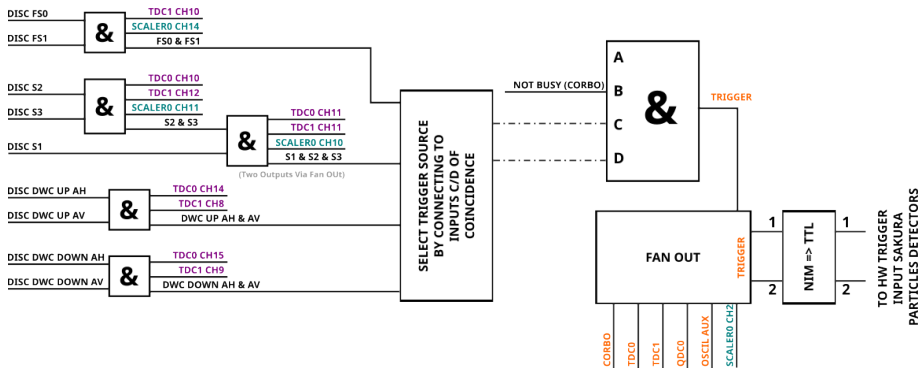 DISC FS0
DISC FS1
&
TDC1 CH10
SCALER0 CH14
FS0 & FS1
DISC S2
DISC S3
&
TDC0 CH10
TDC1 CH12
SCALER0 CH11
S2 & S3
DISC S1
&
TDC0 CH11
TDC1 CH11
SCALER0 CH10
S1 & S2 & S3
(Two Outputs Via Fan OUt)
DISC DWC UP AH
DISC DWC UP AV
&
TDC0 CH14
TDC1 CH8
DWC UP AH & AV
DISC DWC DOWN AH
DISC DWC DOWN AV
&
TDC0 CH15
TDC1 CH9
DWC DOWN AH & AV
SELECT TRIGGER SOURCE
BY CONNECTING TO
INPUTS C/D OF
COINCIDENCE
NOT BUSY (CORBO)
A
B
C
D
&
TRIGGER
FAN OUT
TRIGGER
CORBO
TDC0
TDC1
QDC0
OSCIL AUX
SCALER0 CH2
1
2
NIM => TTL
1
2
TO HW TRIGGER
INPUT SAKURA
PARTICLES DETECTORS